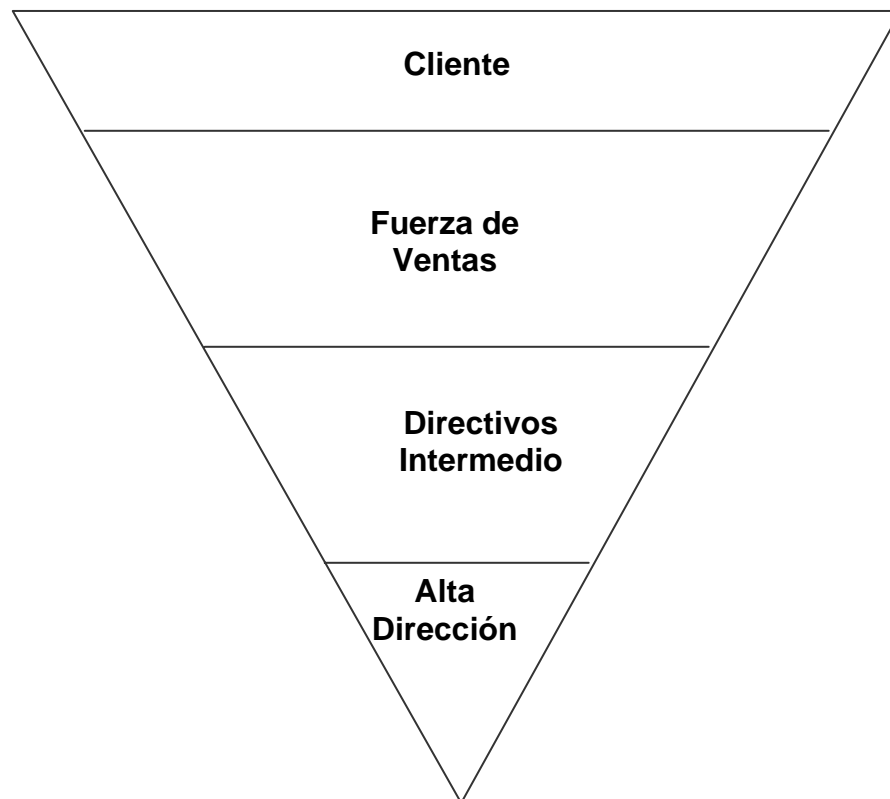 Cliente
Fuerza de
Ventas
Directivos
Intermedio
Alta
Dirección